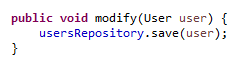 public void modify(User user) {
    usersRepository.save(user);
}